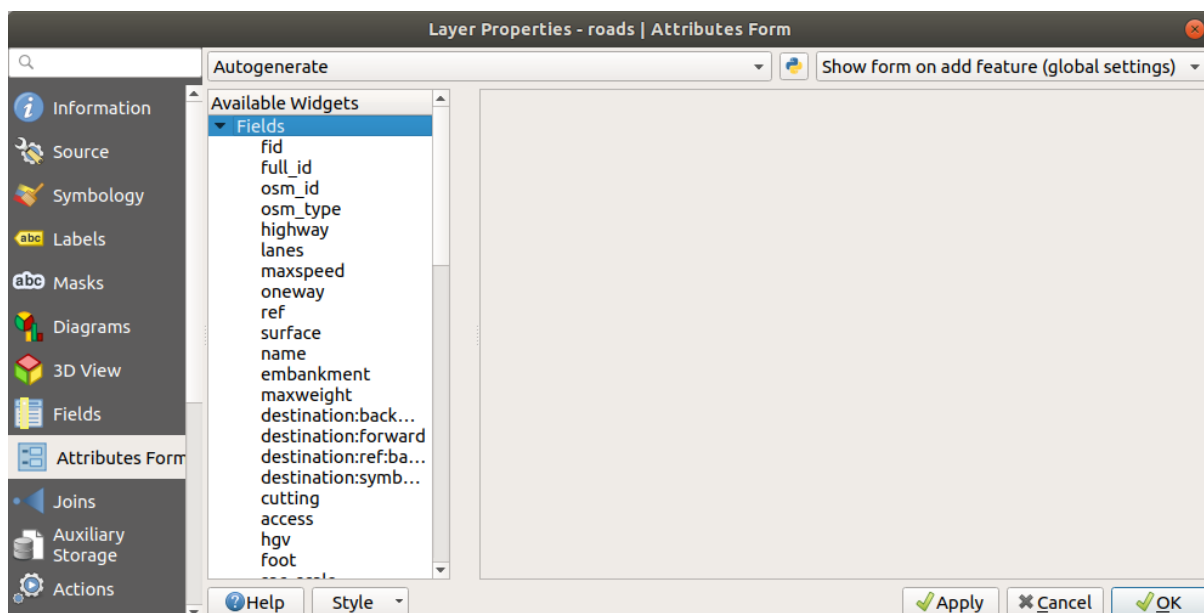 Layer Properties - roads | Attributes Form
Autogenerate
Show form on add feature (global settings)
Information
Source
Symbology
abc Labels
abc Masks
Diagrams
3D View
Fields
Attributes Form
Joins
Auxiliary
Storage
Actions
Available Widgets
Fields
fid
full_id
osm_id
osm_type
highway
lanes
maxspeed
oneway
ref
surface
name
embankment
maxweight
destination:back...
destination:forward
destination:ref:ba...
destination:symb...
cutting
access
hgv
foot
Help
Style
Apply
Cancel
OK